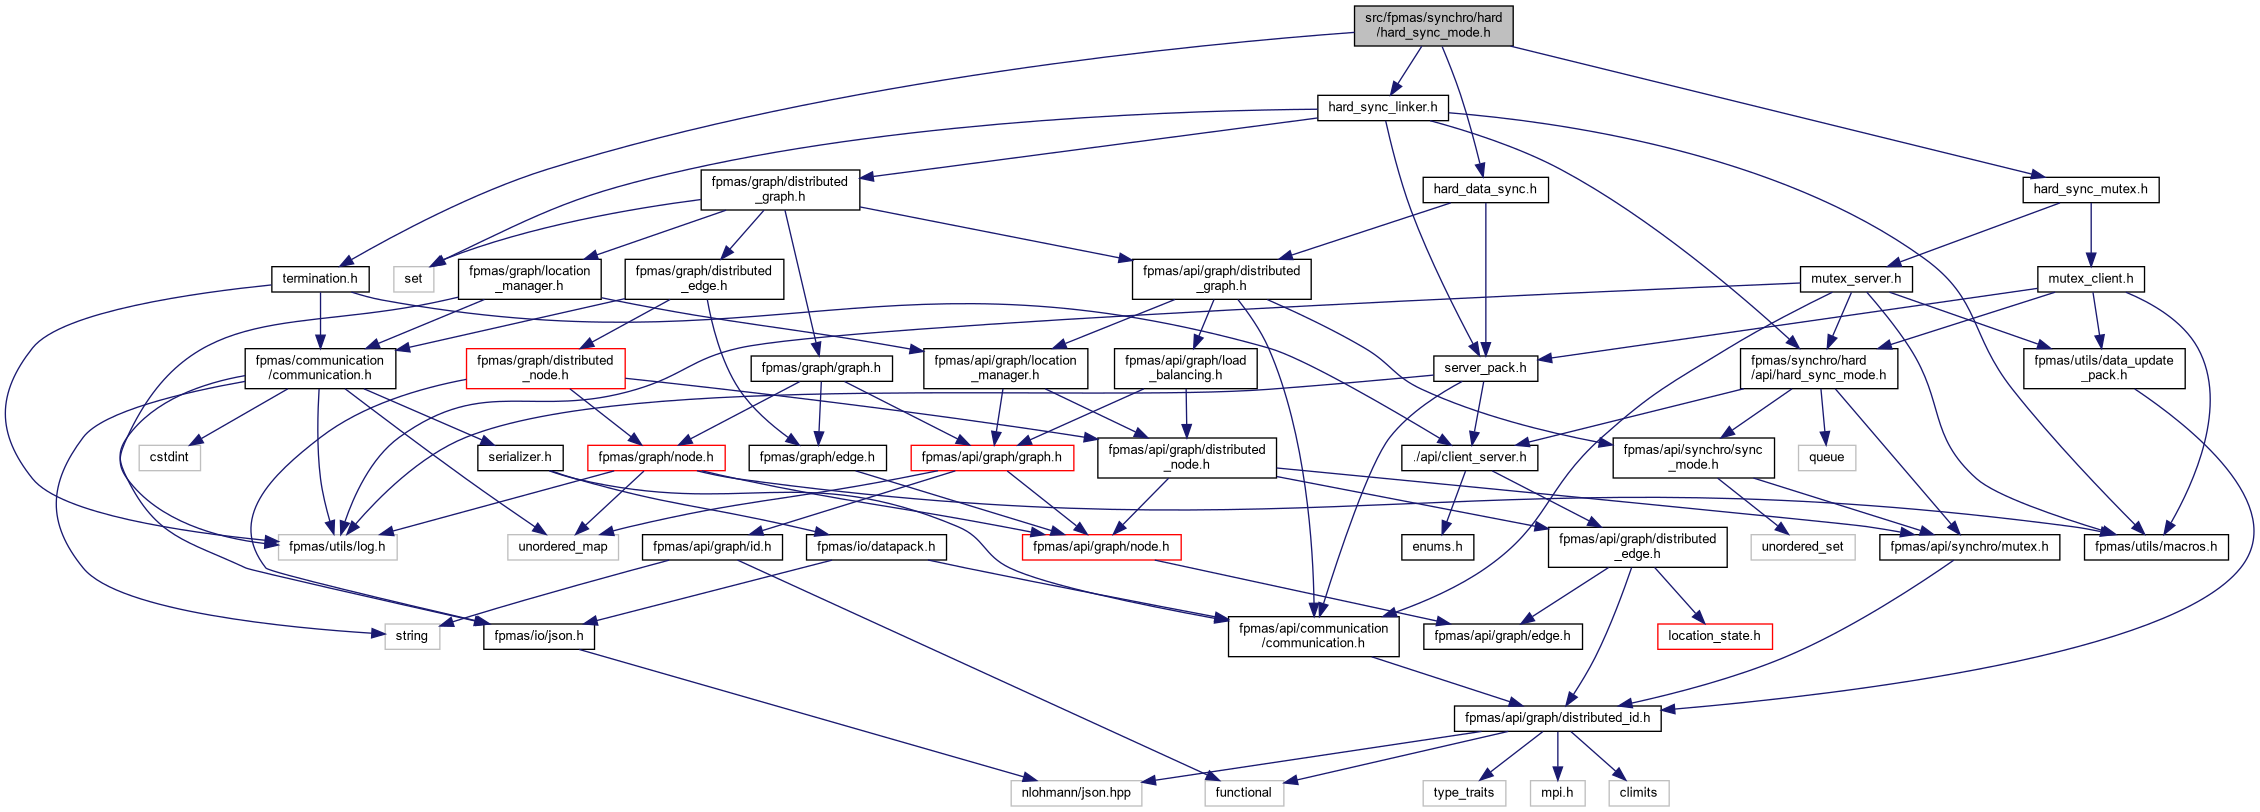 src/fpmas/synchro/hard
/hard_sync_mode.h
hard_sync_linker.h
fpmas/graph/distributed
_graph.h
hard_data_sync.h
hard_sync_mutex.h
termination.h
set
fpmas/graph/location
_manager.h
fpmas/graph/distributed
_edge.h
fpmas/api/graph/distributed
_graph.h
mutex_server.h
mutex_client.h
fpmas/communication
/communication.h
fpmas/graph/distributed
_node.h
fpmas/graph/graph.h
fpmas/api/graph/location
_manager.h
fpmas/api/graph/load
_balancing.h
server_pack.h
fpmas/synchro/hard
/api/hard_sync_mode.h
fpmas/utils/data_update
_pack.h
cstdint
serializer.h
fpmas/graph/node.h
fpmas/graph/edge.h
fpmas/api/graph/graph.h
fpmas/api/graph/distributed
_node.h
./api/client_server.h
fpmas/api/synchro/sync
_mode.h
queue
fpmas/utils/log.h
unordered_map
fpmas/api/graph/id.h
fpmas/io/datapack.h
fpmas/api/graph/node.h
enums.h
fpmas/api/graph/distributed
_edge.h
unordered_set
fpmas/api/synchro/mutex.h
fpmas/utils/macros.h
string
fpmas/io/json.h
fpmas/api/communication
/communication.h
fpmas/api/graph/edge.h
location_state.h
fpmas/api/graph/distributed_id.h
nlohmann/json.hpp
functional
type_traits
mpi.h
climits